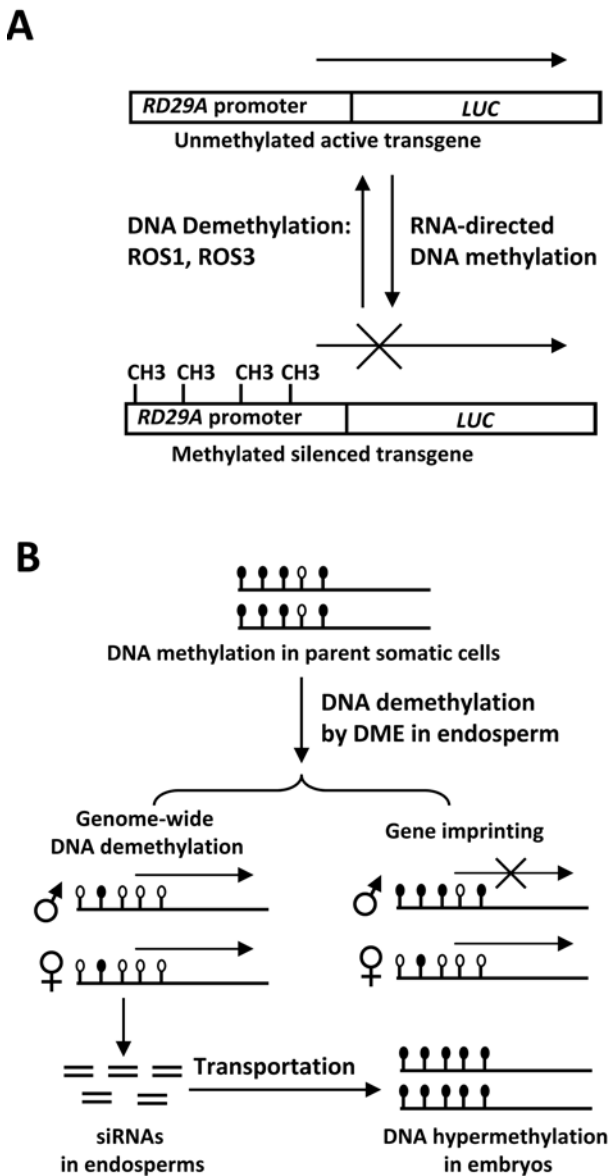 A
RD29A promoter
LUC
Unmethylated active transgene
DNA Demethylation:
ROS1, ROS3
RNA-directed
DNA methylation
CH3 CH3 CH3 CH3
RD29A promoter
LUC
Methylated silenced transgene
B
DNA methylation in parent somatic cells
DNA demethylation
by DME in endosperm
Genome-wide
DNA demethylation
Gene imprinting
♂
♂
♀
♀
Transportation
siRNAs
in endosperms
DNA hypermethylation
in embryos